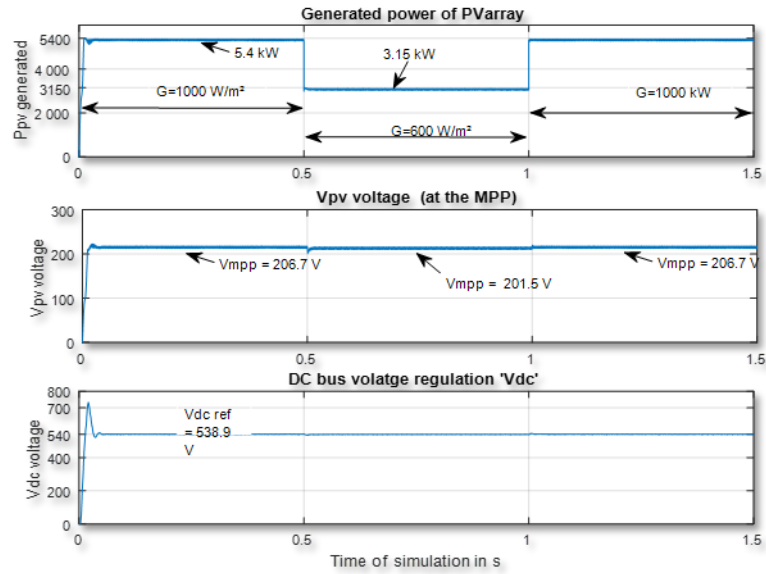 Generated power of PVarray
Ppv generated
5400
4 000
3150
2 000
0
5.4 kW
3.15 kW
G=1000 W/m²
G=600 W/m²
G=1000 kW
0
0.5
1
1.5
Vpv voltage (at the MPP)
Vpv voltage
300
200
100
0
Vmpp = 206.7 V
Vmpp = 201.5 V
Vmpp = 206.7 V
0
0.5
1
1.5
DC bus volatge regulation 'Vdc'
Vdc voltage
800
700
540
400
200
0
Vdc ref
= 538.9
V
0
0.5
1
1.5
Time of simulation in s